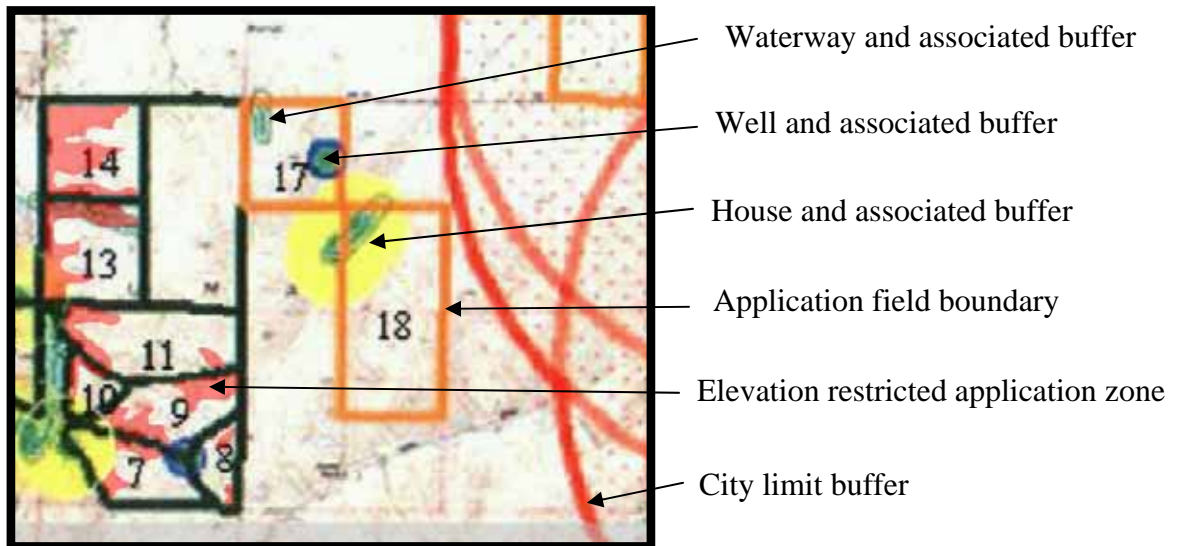 Waterway and associated buffer
Well and associated buffer
14
17
House and associated buffer
13
Application field boundary
18
11
Elevation restricted application zone
10
9
7
8
City limit buffer